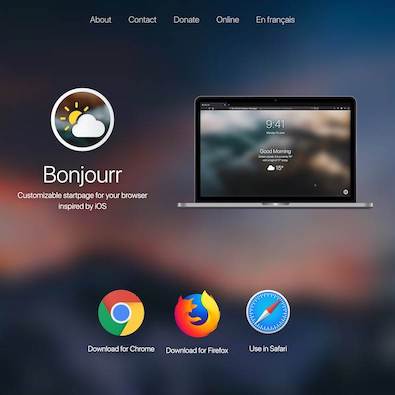 About Contact Donate Online En français
9:41
Good Morning
15°
Bonjourr
Customizable startpage for your browser
inspired by iOS
Download for Chrome Download for Firefox Use in Safari